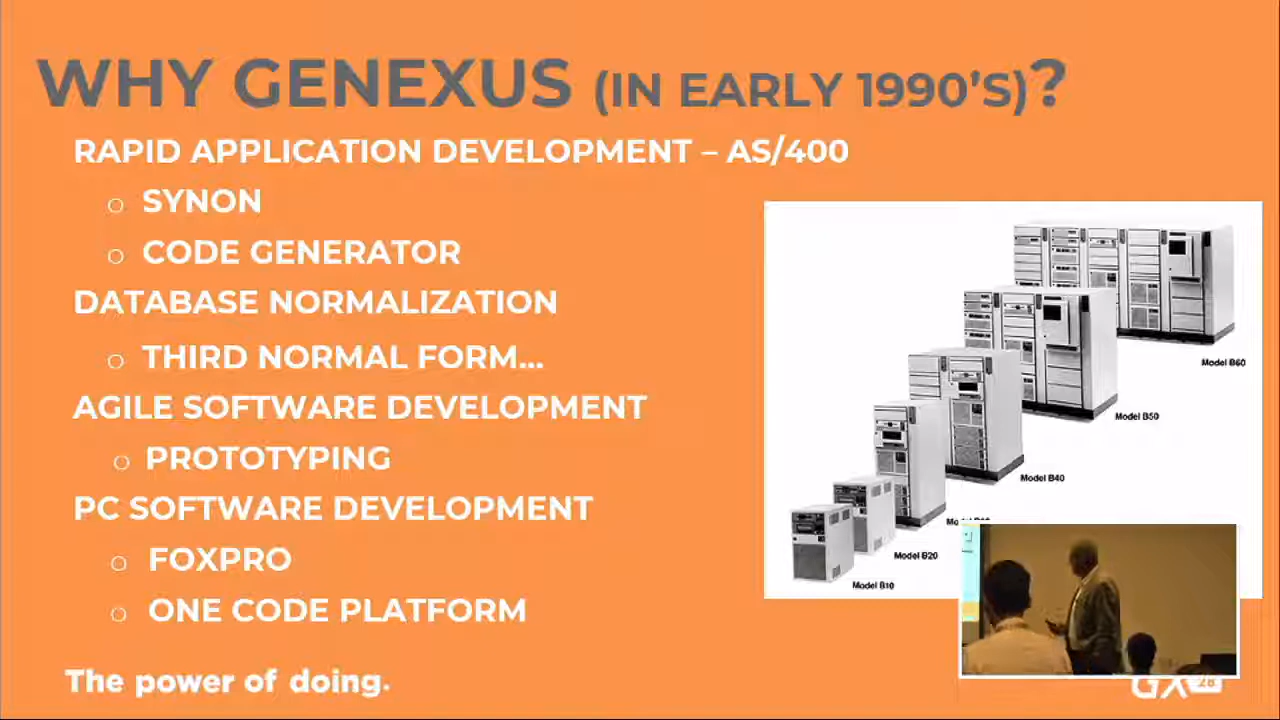 WHY GENEXUS (IN EARLY 1990'S)?
RAPID APPLICATION DEVELOPMENT – AS/400
SYNON
CODE GENERATOR
DATABASE NORMALIZATION
THIRD NORMAL FORM...
AGILE SOFTWARE DEVELOPMENT
PROTOTYPING
PC SOFTWARE DEVELOPMENT
FOXPRO
ONE CODE PLATFORM
Model B60
Model B50
Model B40
Model B20
Model B10
The power of doing.
GX 28